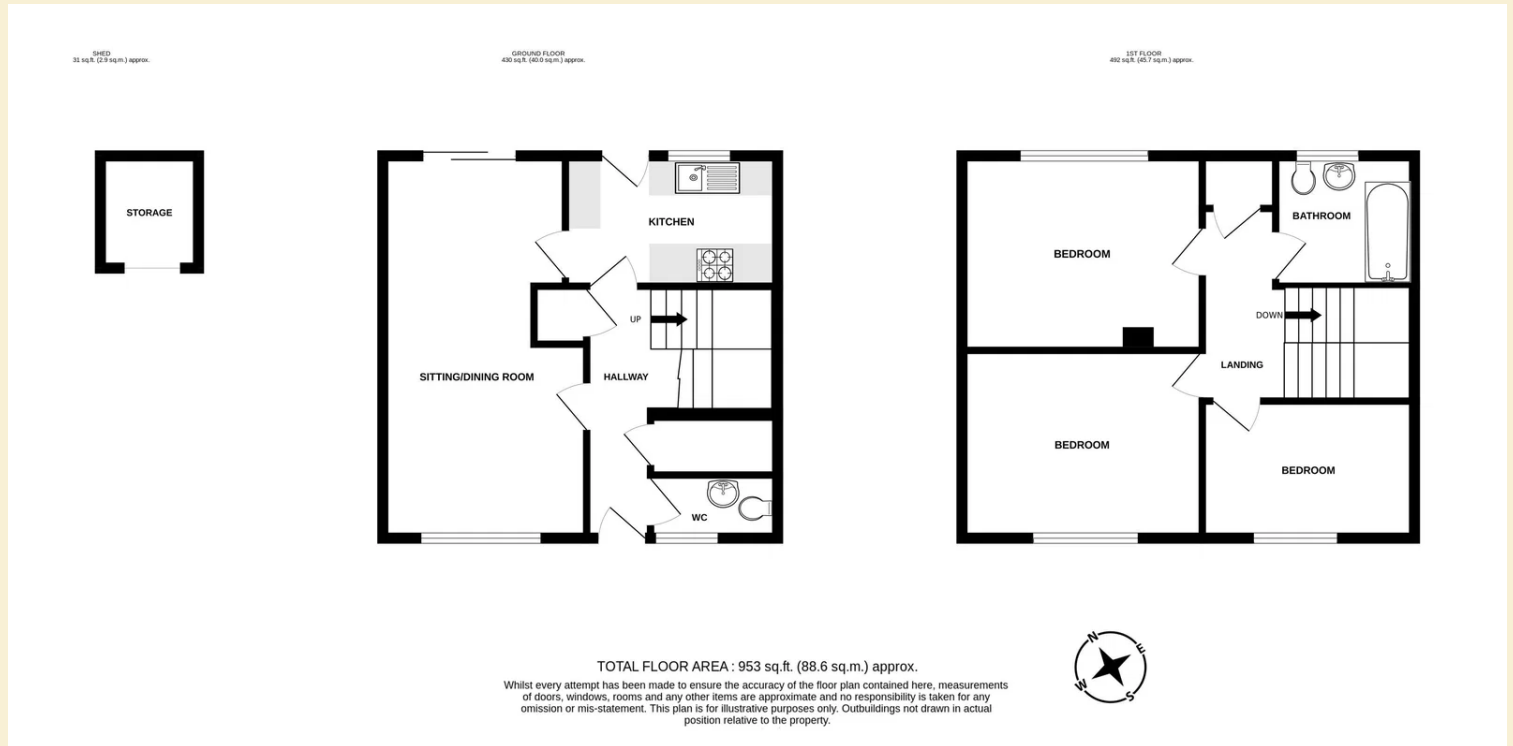 SHED
31 sq.ft. (2.9 sq.m.) approx.
GROUND FLOOR
430 sq.ft. (40.0 sq.m.) approx.
1ST FLOOR
492 sq.ft. (45.7 sq.m.) approx.
STORAGE
KITCHEN
UP
SITTING/DINING ROOM
HALLWAY
WC
BATHROOM
BEDROOM
DOWN
LANDING
BEDROOM
BEDROOM
N
E
W
S
TOTAL FLOOR AREA : 953 sq.ft. (88.6 sq.m.) approx.
Whilst every attempt has been made to ensure the accuracy of the floor plan contained here, measurements
of doors, windows, rooms and any other items are approximate and no responsibility is taken for any
omission or mis-statement. This plan is for illustrative purposes only. Outbuildings not drawn in actual
position relative to the property.